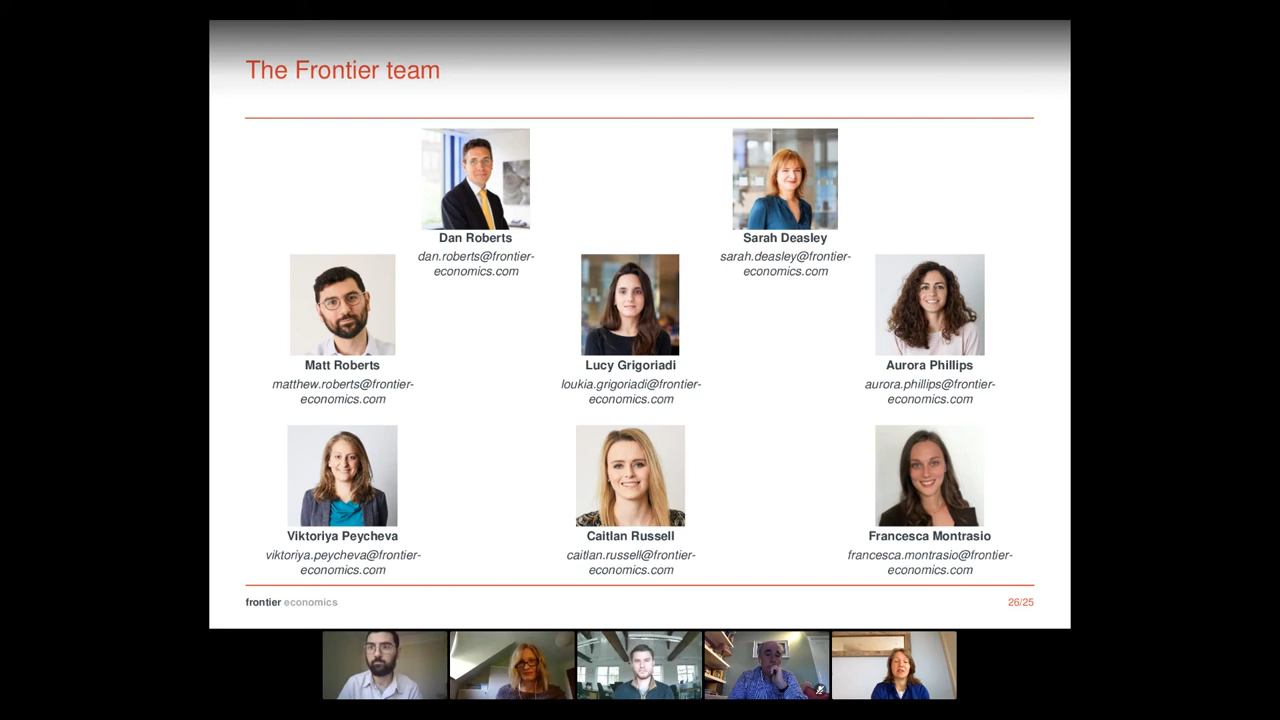 The Frontier team
Dan Roberts
dan.roberts@frontier-
economics.com
Sarah Deasley
sarah.deasley@frontier-
economics.com
Matt Roberts
matthew.roberts@frontier-
economics.com
Lucy Grigoriadi
loukia.grigoriadi@frontier-
economics.com
Aurora Phillips
aurora.phillips@frontier-
economics.com
Viktoriya Peycheva
viktoriya.peycheva@frontier-
economics.com
Caitlan Russell
caitlan.russell@frontier-
economics.com
Francesca Montrasio
francesca.montrasio@frontier-
economics.com
frontier economics
26/25